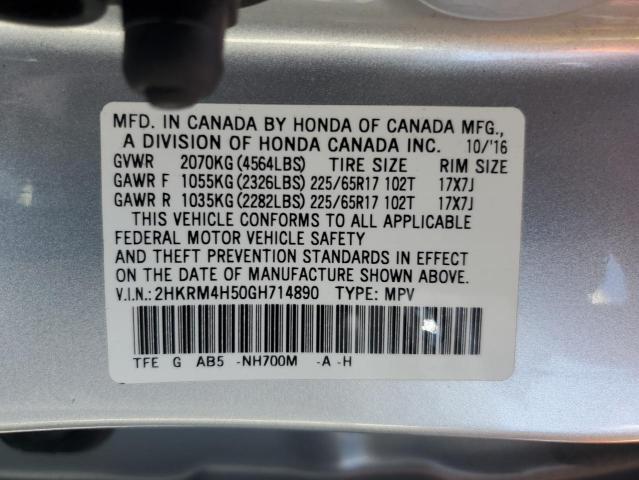 MFD. IN CANADA BY HONDA OF CANADA MFG.,
A DIVISION OF HONDA CANADA INC. 10/'16
GVWR 2070KG (4564LBS) TIRE SIZE RIM SIZE
GAWR F 1055KG (2326LBS) 225/65R17 102T 17X7J
GAWR R 1035KG (2282LBS) 225/65R17 102T 17X7J
THIS VEHICLE CONFORMS TO ALL APPLICABLE
FEDERAL MOTOR VEHICLE SAFETY
AND THEFT PREVENTION STANDARDS IN EFFECT
ON THE DATE OF MANUFACTURE SHOWN ABOVE.
V.I.N.: 2HKRM4H50GH714890 TYPE: MPV
TFE G AB5 -NH700M -A -H